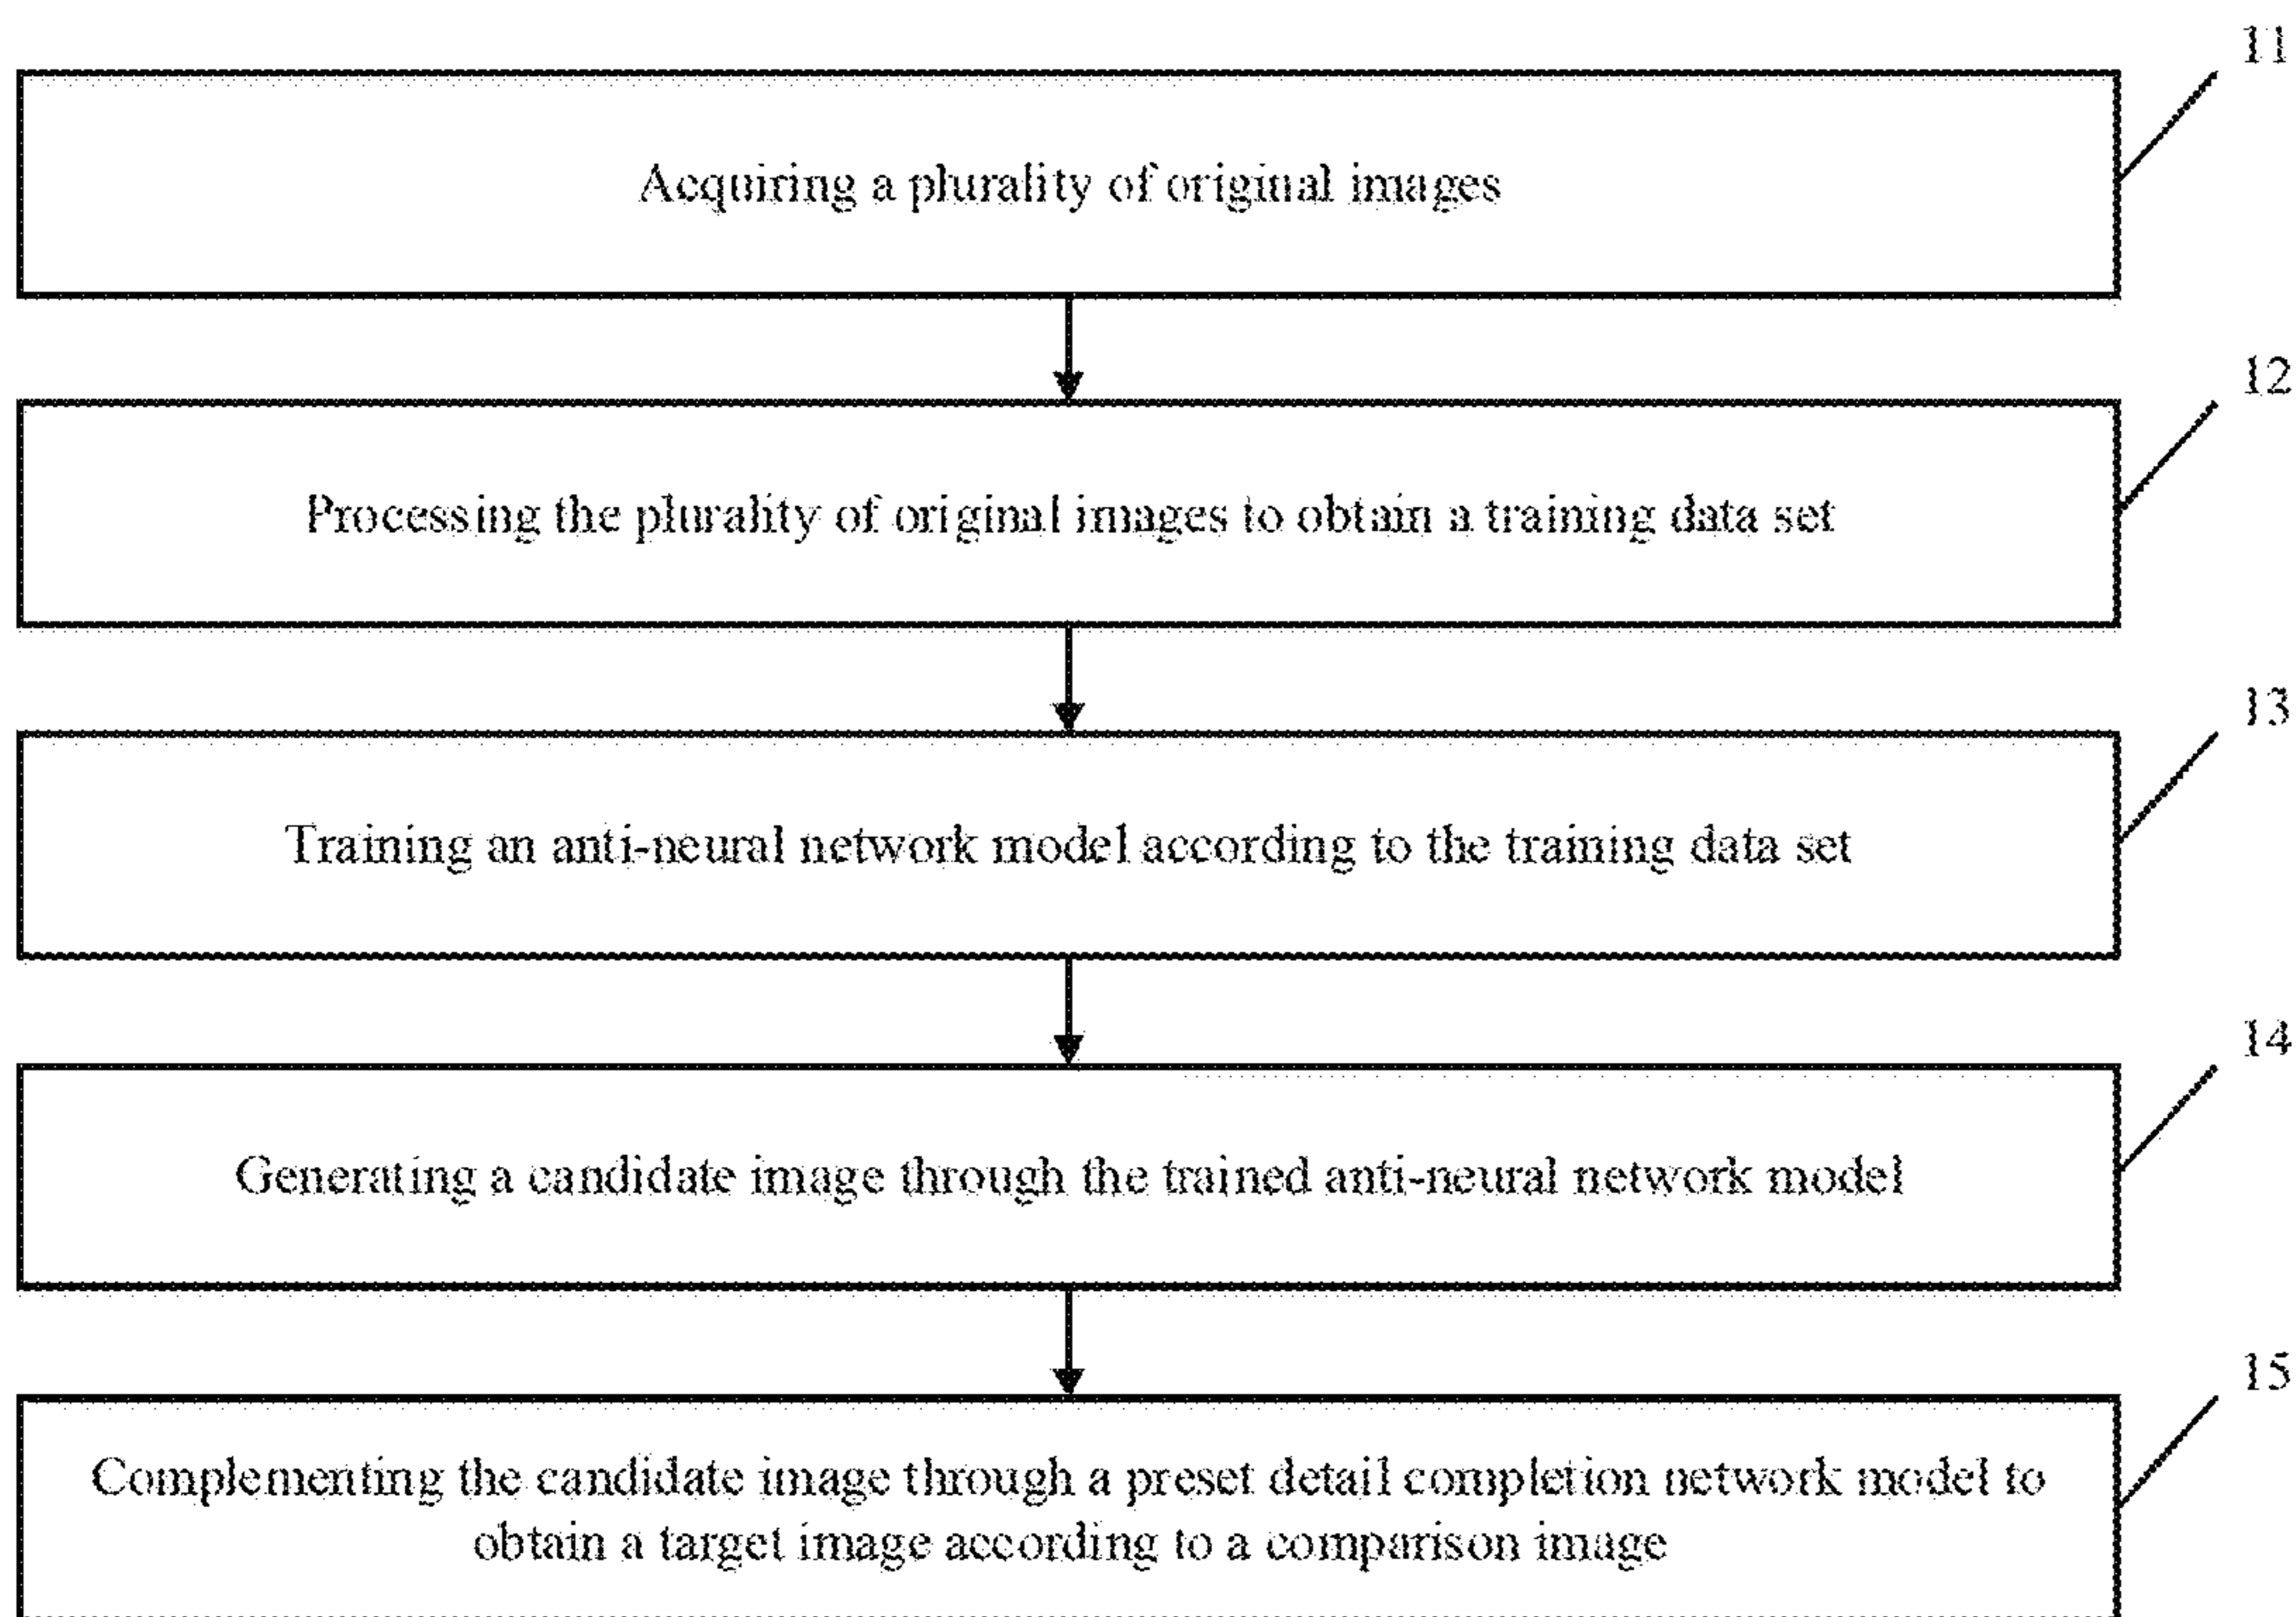 11
Acquiring a plurality of original images
12
Processing the plurality of original images to obtain a training data set
13
Training an anti-neural network model according to the training data set
14
Generating a candidate image through the trained anti-neural network model
15
Complementing the candidate image through a preset detail completion network model to
obtain a target image according to a comparison image